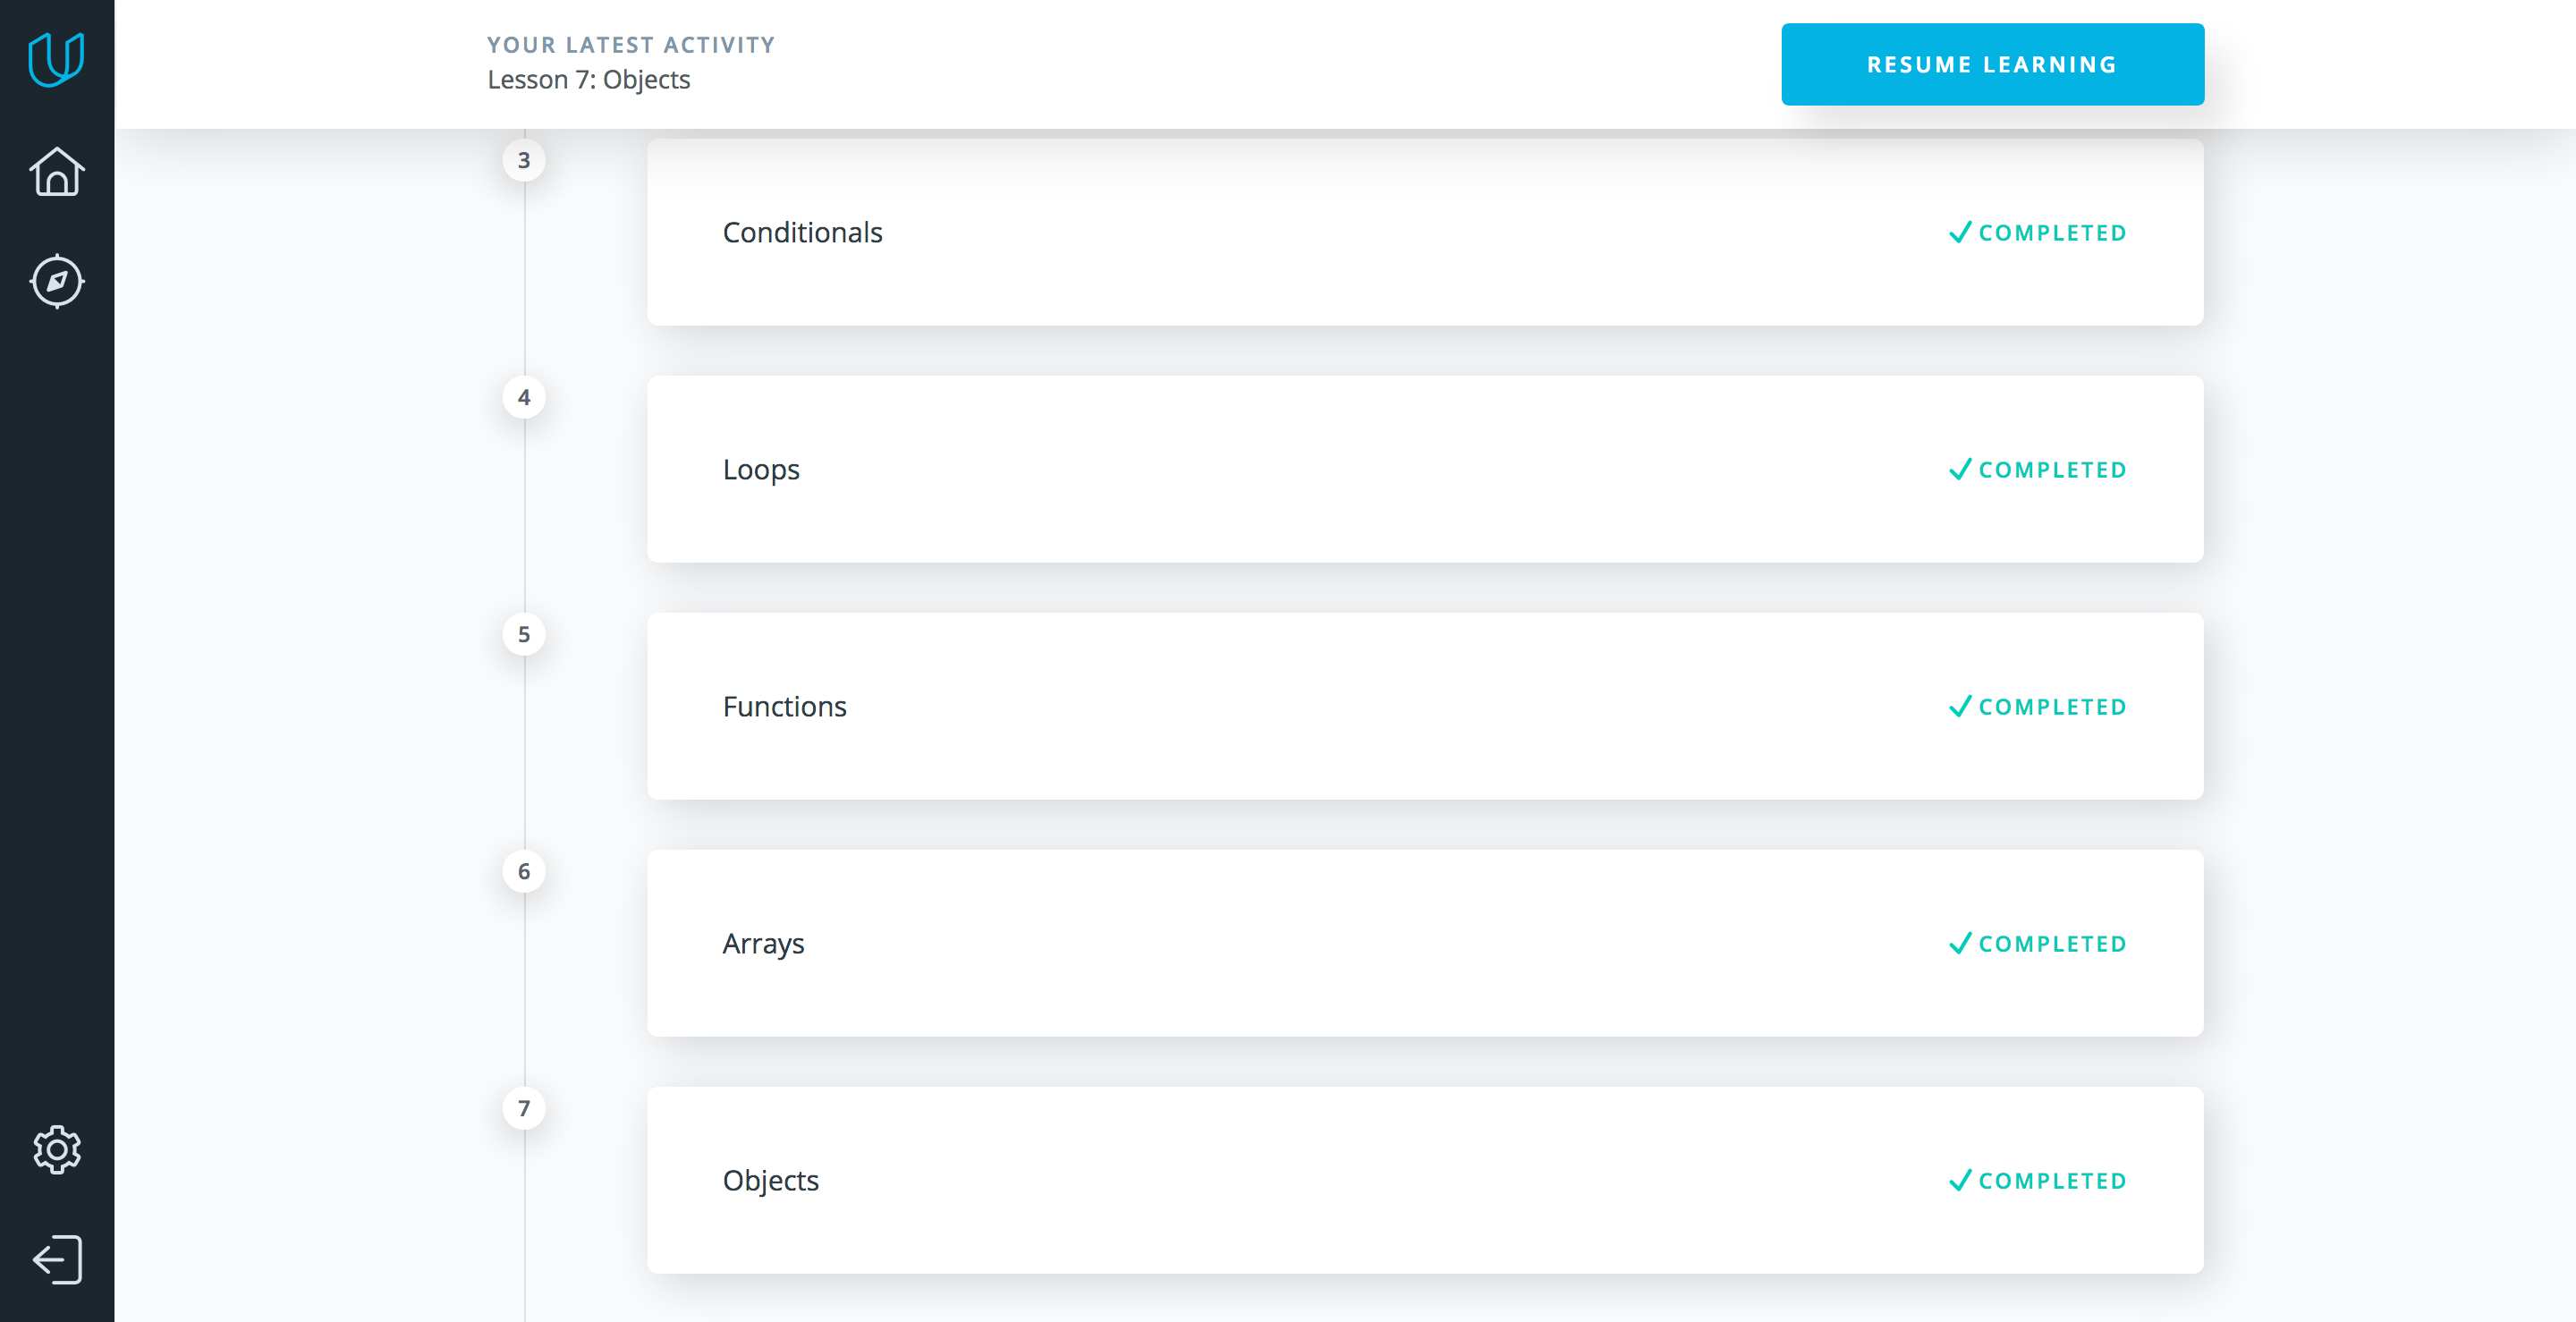 YOUR LATEST ACTIVITY
Lesson 7: Objects
RESUME LEARNING
3
Conditionals
COMPLETED
4
Loops
COMPLETED
5
Functions
COMPLETED
6
Arrays
COMPLETED
7
Objects
COMPLETED